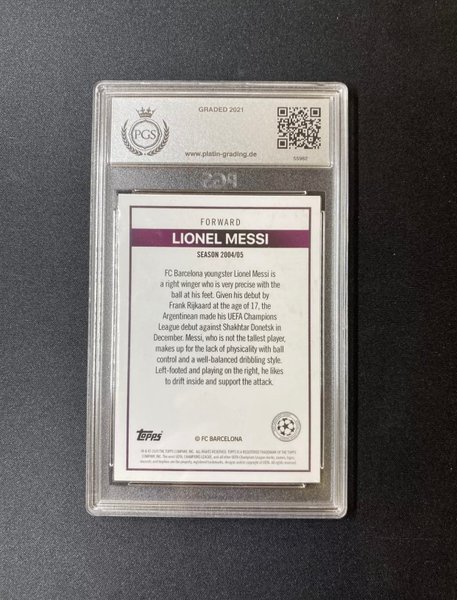 GRADED 2021
PGS
www.platin-grading.de
FORWARD
LIONEL MESSI
SEASON 2004/05
FC Barcelona youngster Lionel Messi is
a right winger who is very precise with the
ball at his feet. Given his debut by
Frank Rijkaard at the age of 17, the
Argentinean made his UEFA Champions
League debut against Shakhtar Donetsk in
December. Messi, who is not the tallest player,
makes up for the lack of physicality with ball
control and a well-balanced dribbling style.
Left-footed and playing on the right, he likes
to drift inside and support the attack.
Topps
© FC BARCELONA